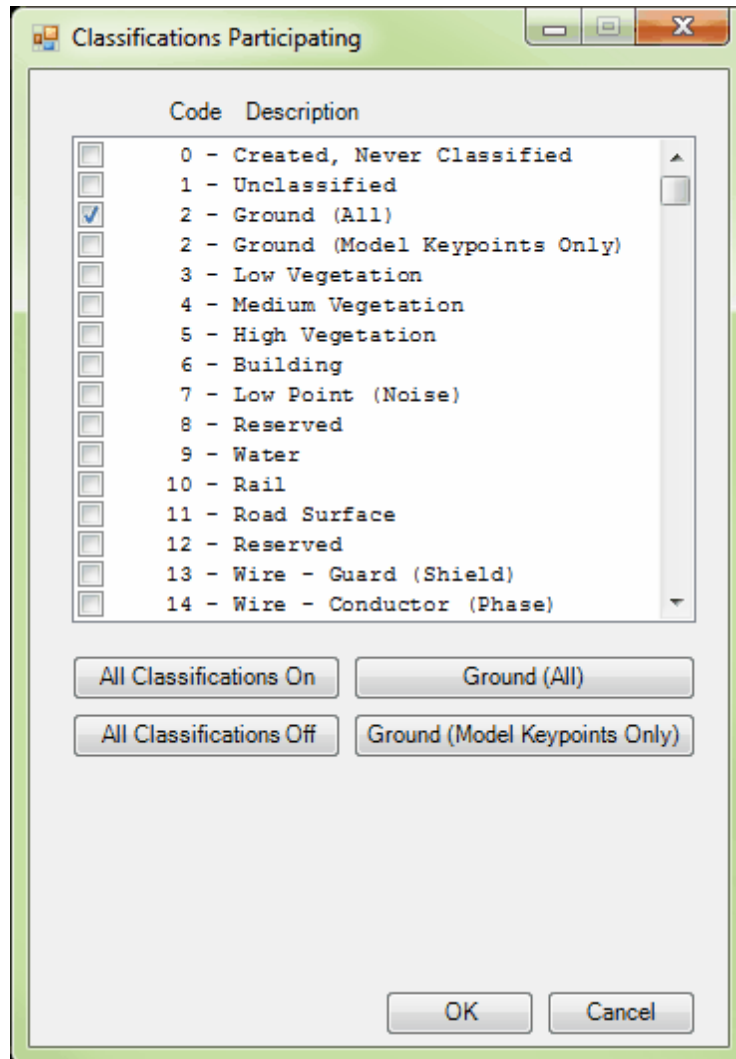 Classifications Participating
Code Description
0 - Created, Never Classified
1 - Unclassified
2 - Ground (All)
2 - Ground (Model Keypoints Only)
3 - Low Vegetation
4 - Medium Vegetation
5 - High Vegetation
6 - Building
7 - Low Point (Noise)
8 - Reserved
9 - Water
10 - Rail
11 - Road Surface
12 - Reserved
13 - Wire - Guard (Shield)
14 - Wire - Conductor (Phase)
All Classifications On Ground (All)
All Classifications Off Ground (Model Keypoints Only)
OK Cancel